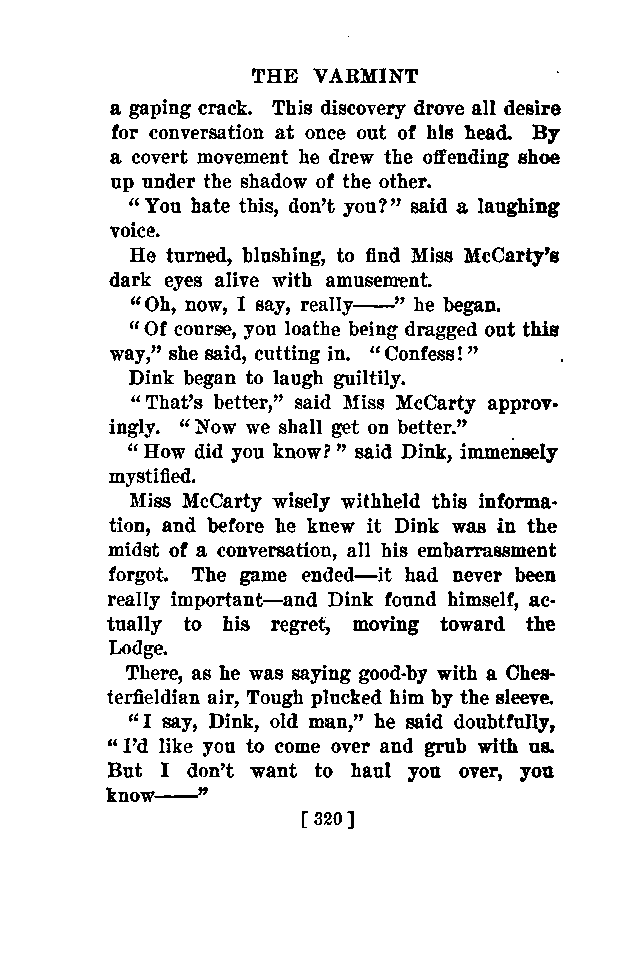 THE VARMINT
a gaping crack. This discovery drove all desire
for conversation at once out of his head. By
a covert movement he drew the offending shoe
up under the shadow of the other.
"You hate this, don't you?" said a laughing
voice.
He turned, blushing, to find Miss McCarty's
dark eyes alive with amusement.
"Oh, now, I say, really——" he began.
"Of course, you loathe being dragged out this
way," she said, cutting in. "Confess!"
Dink began to laugh guiltily.
"That's better," said Miss McCarty approv-
ingly. "Now we shall get on better."
"How did you know?" said Dink, immensely
mystified.
Miss McCarty wisely withheld this informa-
tion, and before he knew it Dink was in the
midst of a conversation, all his embarrassment
forgot. The game ended—it had never been
really important—and Dink found himself, ac-
tually to his regret, moving toward the
Lodge.
There, as he was saying good-by with a Ches-
terfieldian air, Tough plucked him by the sleeve.
"I say, Dink, old man," he said doubtfully,
"I'd like you to come over and grub with us.
But I don't want to haul you over, you
know——"
[ 320 ]